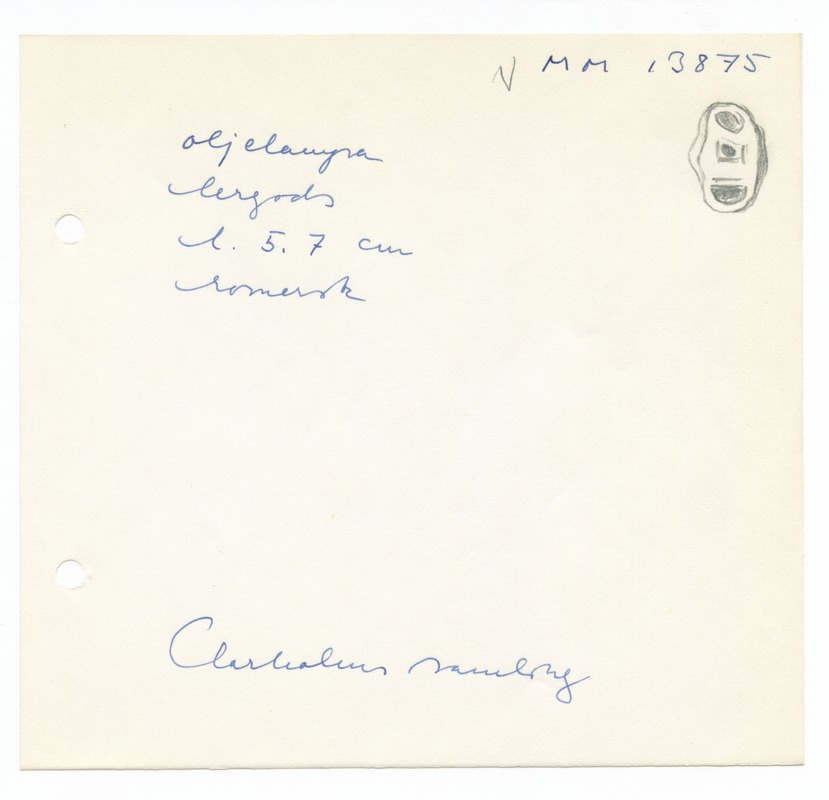 N MM 13875
oljelampa
lergods
l. 5.7 cm
romersk
Clarholms samling